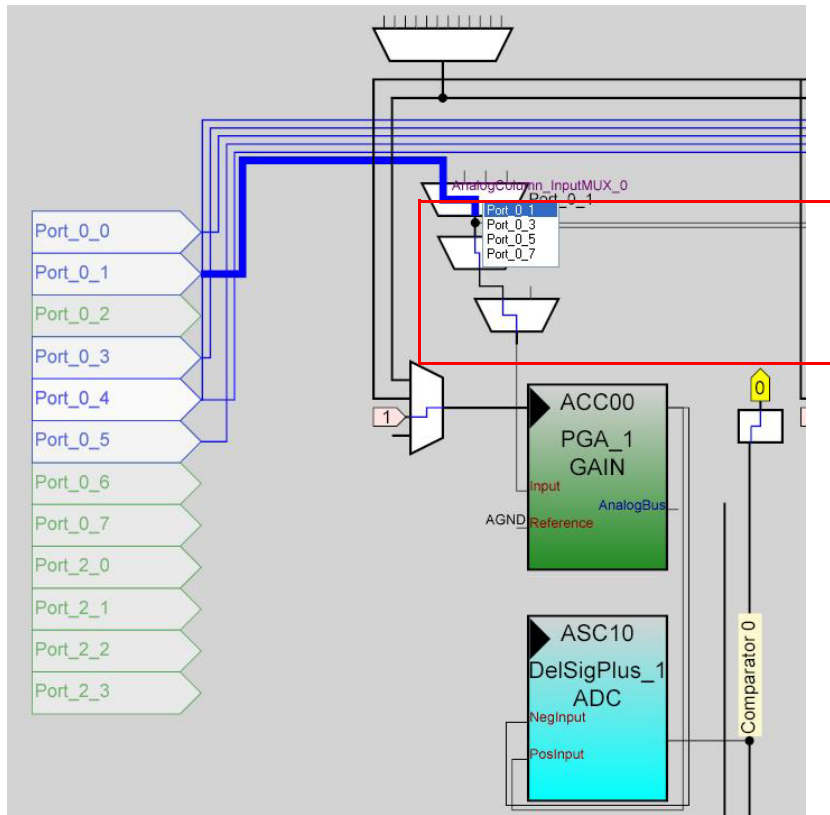 AnalogColumn_InputMUX_0
Port_0_1
Port_0_1
Port_0_3
Port_0_5
Port_0_7
Port_0_0
Port_0_1
Port_0_2
Port_0_3
Port_0_4
Port_0_5
Port_0_6
Port_0_7
Port_2_0
Port_2_1
Port_2_2
Port_2_3
1
0
ACC00
PGA_1
GAIN
Input
AnalogBus
AGND
Reference
ASC10
DelSigPlus_1
ADC
NegInput
PosInput
Comparator 0